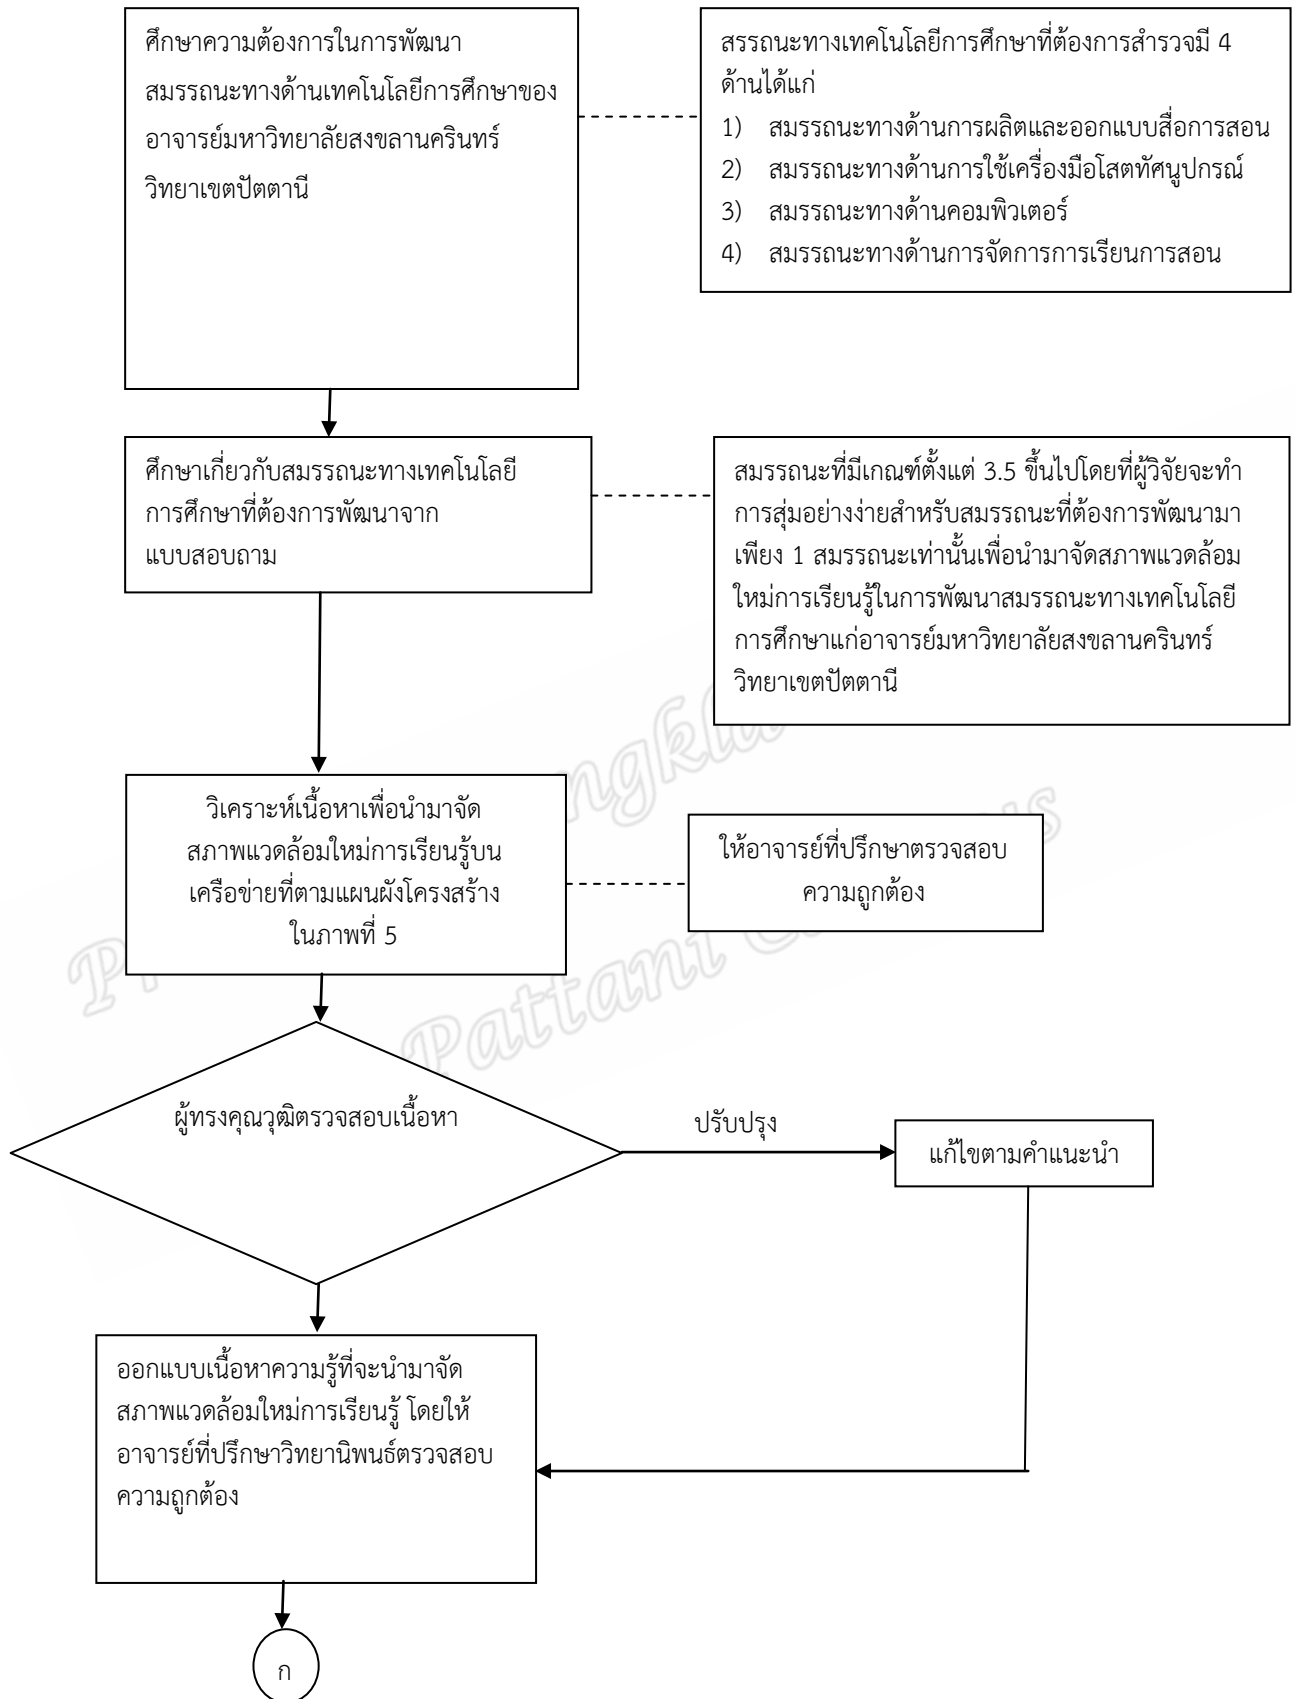 ศึกษาความต้องการในการพัฒนา
สมรรถนะทางด้านเทคโนโลยีการศึกษาของ
อาจารย์มหาวิทยาลัยสงขลานครินทร์
วิทยาเขตปัตตานี
สรรถนะทางเทคโนโลยีการศึกษาที่ต้องการสำรวจมี 4
ด้านได้แก่
1) สมรรถนะทางด้านการผลิตและออกแบบสื่อการสอน
2) สมรรถนะทางด้านการใช้เครื่องมือโสตทัศนูปกรณ์
3) สมรรถนะทางด้านคอมพิวเตอร์
4) สมรรถนะทางด้านการจัดการการเรียนการสอน
ศึกษาเกี่ยวกับสมรรถนะทางเทคโนโลยี
การศึกษาที่ต้องการพัฒนาจาก
แบบสอบถาม
สมรรถนะที่มีเกณฑ์ตั้งแต่ 3.5 ขึ้นไปโดยที่ผู้วิจัยจะทำ
การสุ่มอย่างง่ายสำหรับสมรรถนะที่ต้องการพัฒนามา
เพียง 1 สมรรถนะเท่านั้นเพื่อนำมาจัดสภาพแวดล้อม
ใหม่การเรียนรู้ในการพัฒนาสมรรถนะทางเทคโนโลยี
การศึกษาแก่อาจารย์มหาวิทยาลัยสงขลานครินทร์
วิทยาเขตปัตตานี
วิเคราะห์เนื้อหาเพื่อนำมาจัด
สภาพแวดล้อมใหม่การเรียนรู้บน
เครือข่ายที่ตามแผนผังโครงสร้าง
ในภาพที่ 5
ให้อาจารย์ที่ปรึกษาตรวจสอบ
ความถูกต้อง
Pattani
ผู้ทรงคุณวุฒิตรวจสอบเนื้อหา
ปรับปรุง
แก้ไขตามคำแนะนำ
ออกแบบเนื้อหาความรู้ที่จะนำมาจัด
สภาพแวดล้อมใหม่การเรียนรู้ โดยให้
อาจารย์ที่ปรึกษาวิทยานิพนธ์ตรวจสอบ
ความถูกต้อง
ก